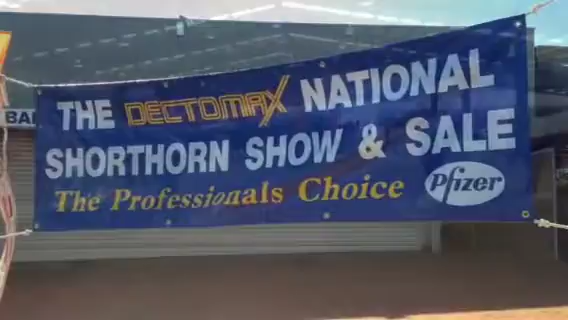 THE DECTOMAX NATIONAL
SHORTHORN SHOW & SALE
The Professionals Choice Pfizer